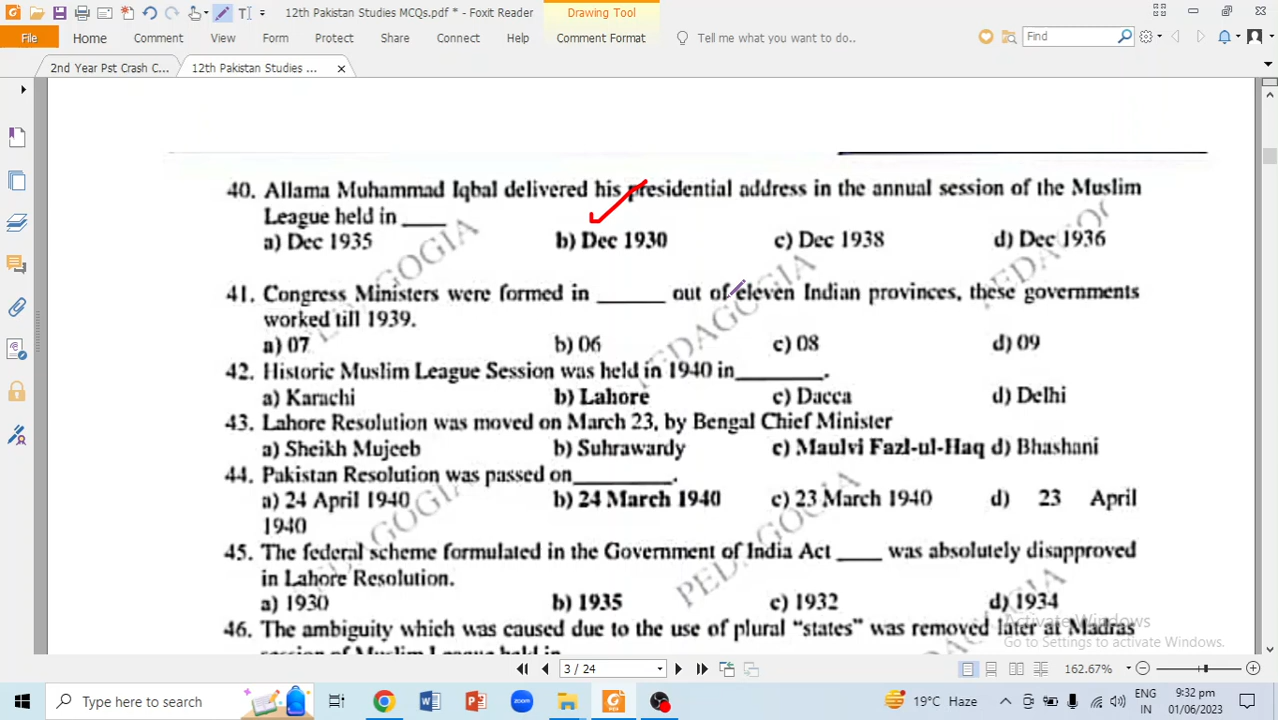 12th Pakistan Studies MCQs.pdf * - Foxit Reader
Drawing Tool
File Home Comment View Form Protect Share Connect Help Comment Format Tell me what you want to do.. Find
2nd Year Pst Crash C... 12th Pakistan Studies ...
40. Allama Muhammad Iqbal delivered his presidential address in the annual session of the Muslim
League held in ____
a) Dec 1935 b) Dec 1930 c) Dec 1938 d) Dec 1936
41. Congress Ministers were formed in ______ out of eleven Indian provinces, these governments
worked till 1939.
a) 07 b) 06 c) 08 d) 09
42. Historic Muslim League Session was held in 1940 in________.
a) Karachi b) Lahore c) Dacca d) Delhi
43. Lahore Resolution was moved on March 23, by Bengal Chief Minister
a) Sheikh Mujeeb b) Suhrawardy c) Maulvi Fazl-ul-Haq d) Bhashani
44. Pakistan Resolution was passed on_________.
a) 24 April 1940 b) 24 March 1940 c) 23 March 1940 d) 23 April
1940
45. The federal scheme formulated in the Government of India Act ____ was absolutely disapproved
in Lahore Resolution.
a) 1930 b) 1935 c) 1932 d) 1934
46. The ambiguity which was caused due to the use of plural “states” was removed later at Madras
session of Muslim League held in
PEDAGOGIA
Activate Windows
Go to Settings to activate Windows.
3 / 24 162.67%
Type here to search zoom 19°C Haze ENG 9:32 pm
IN 01/06/2023